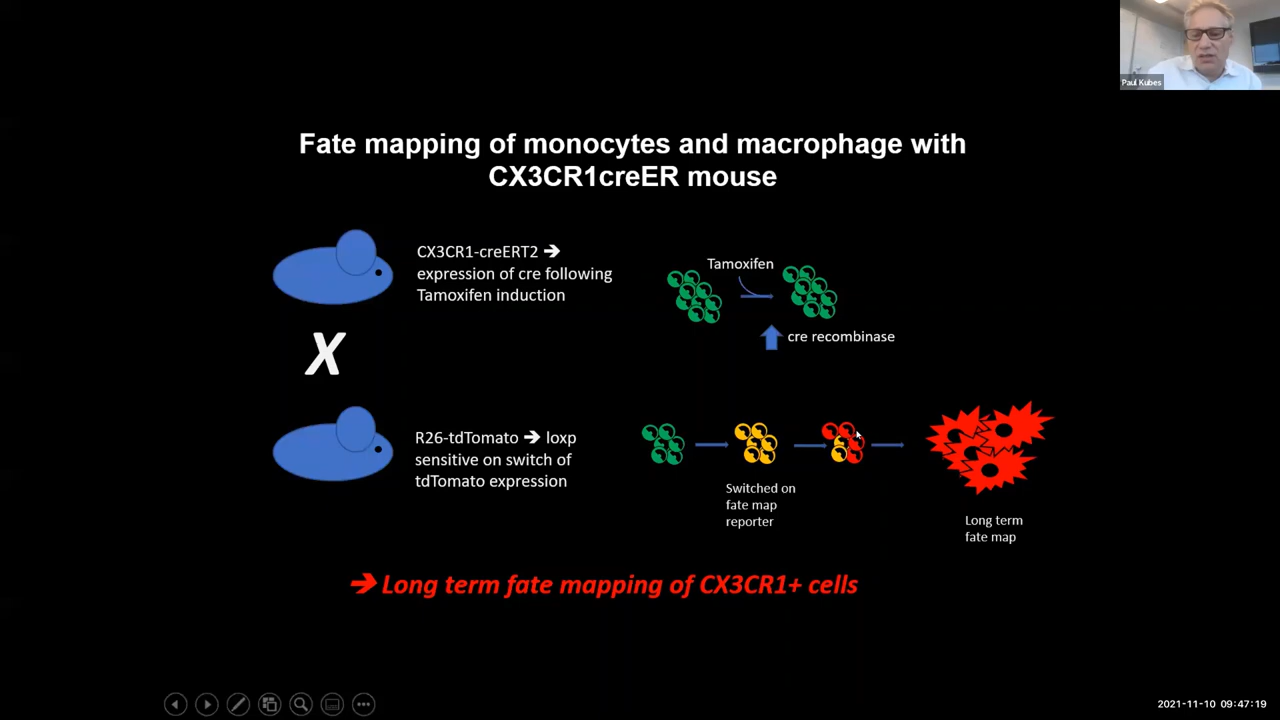 Paul Kubes
Fate mapping of monocytes and macrophage with
CX3CR1creER mouse
CX3CR1-creERT2 ➔
expression of cre following
Tamoxifen induction
Tamoxifen
cre recombinase
X
R26-tdTomato ➔ loxp
sensitive on switch of
tdTomato expression
Switched on
fate map
reporter
Long term
fate map
➔ Long term fate mapping of CX3CR1+ cells
2021-11-10 09:47:19